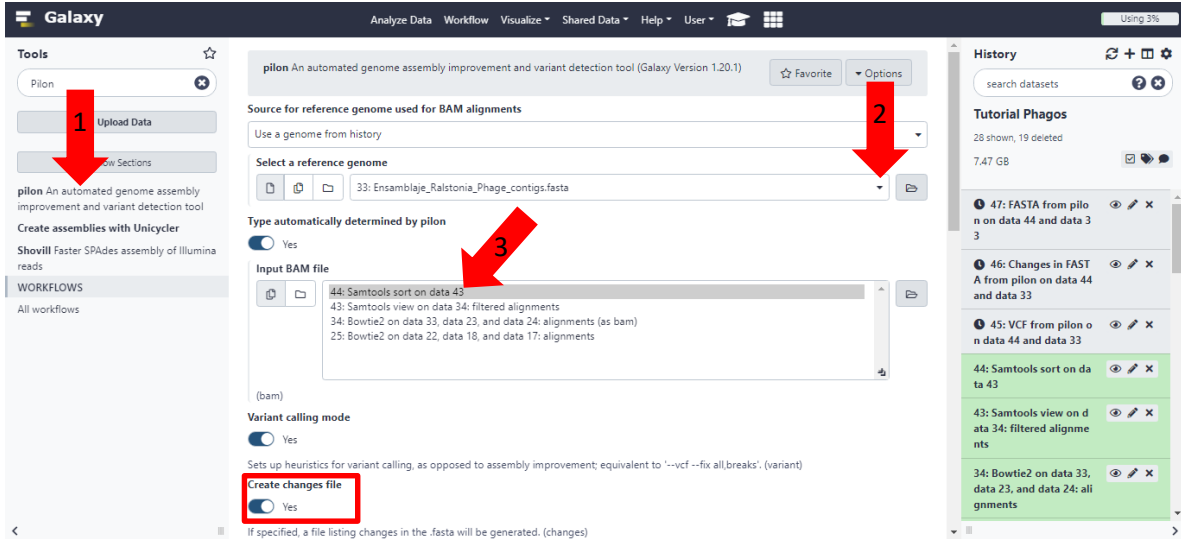 Galaxy
Analyze Data Workflow Visualize Shared Data Help User
Using 3%
Tools
Pilon
1
Upload Data
ow Sections
pilon An automated genome assembly
improvement and variant detection tool
Create assemblies with Unicycler
Shovill Faster SPAdes assembly of Illumina
reads
WORKFLOWS
All workflows
pilon An automated genome assembly improvement and variant detection tool (Galaxy Version 1.20.1)
Favorite
Options
2
Source for reference genome used for BAM alignments
Use a genome from history
Select a reference genome
33: Ensamblaje_Ralstonia_Phage_contigs.fasta
Type automatically determined by pilon
Yes
3
Input BAM file
44: Samtools sort on data 43
43: Samtools view on data 34: filtered alignments
34: Bowtie2 on data 33, data 23, and data 24: alignments (as bam)
25: Bowtie2 on data 22, data 18, and data 17: alignments
(bam)
Variant calling mode
Yes
Sets up heuristics for variant calling, as opposed to assembly improvement; equivalent to '--vcf --fix all,breaks'. (variant)
Create changes file
Yes
If specified, a file listing changes in the .fasta will be generated. (changes)
History
search datasets
Tutorial Phagos
28 shown, 19 deleted
7.47 GB
47: FASTA from pilo
n on data 44 and data 3
3
46: Changes in FAST
A from pilon on data 44
and data 33
45: VCF from pilon o
n data 44 and data 33
44: Samtools sort on da
ta 43
43: Samtools view on d
ata 34: filtered alignme
nts
34: Bowtie2 on data 33,
data 23, and data 24: ali
gnments